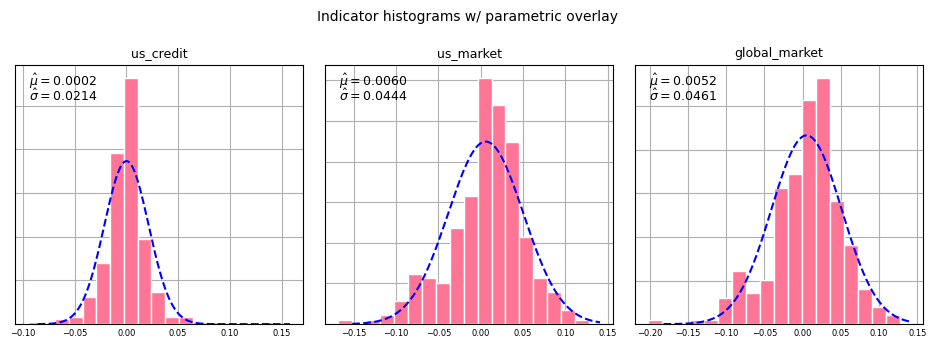 Indicator histograms w/ parametric overlay
us_credit
us_market
global_market
μ̂ = 0.0002
σ̂ = 0.0214
μ̂ = 0.0060
σ̂ = 0.0444
μ̂ = 0.0052
σ̂ = 0.0461
−0.10 −0.05 0.00 0.05 0.10 0.15
−0.15 −0.10 −0.05 0.00 0.05 0.10 0.15
−0.20 −0.15 −0.10 −0.05 0.00 0.05 0.10 0.15